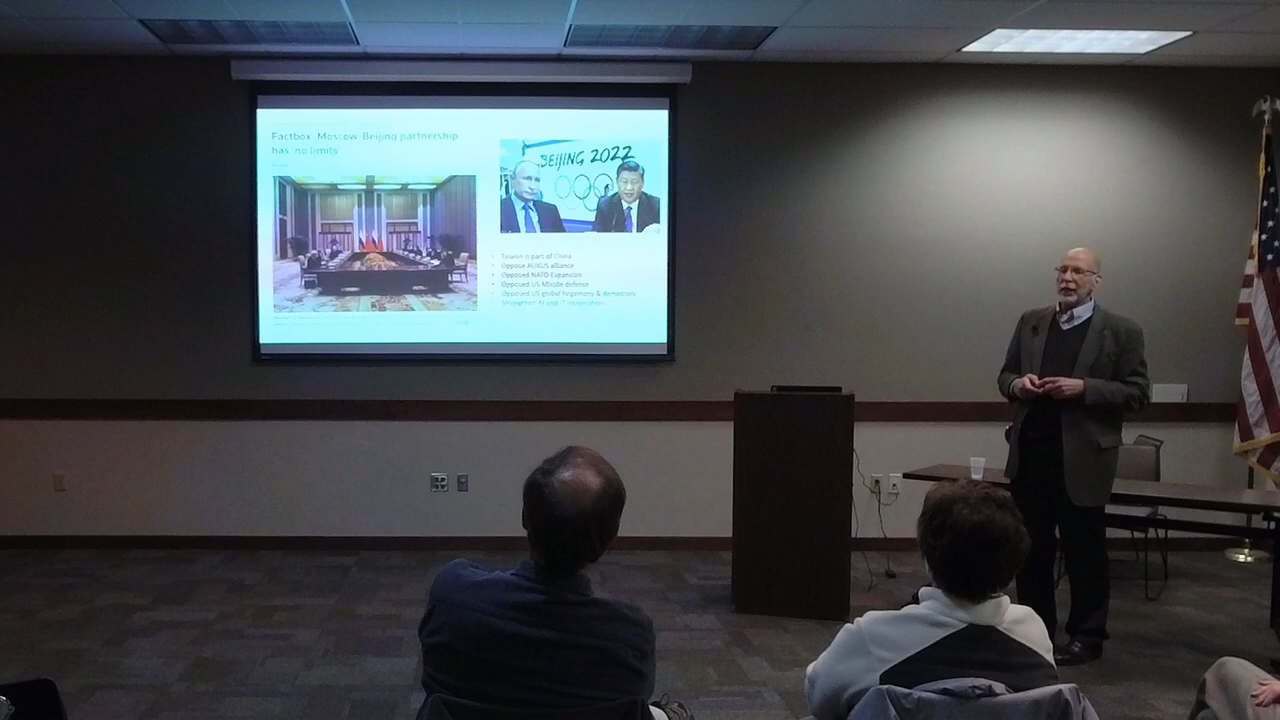 Factbox: Moscow-Beijing partnership
has 'no limits'
BEIJING 2022
• Taiwan is part of China
• Oppose AUKUS alliance
• Opposed NATO Expansion
• Opposed US Missile defense
• Opposed US global hegemony & democracy
• Strengthen AI and IT cooperation